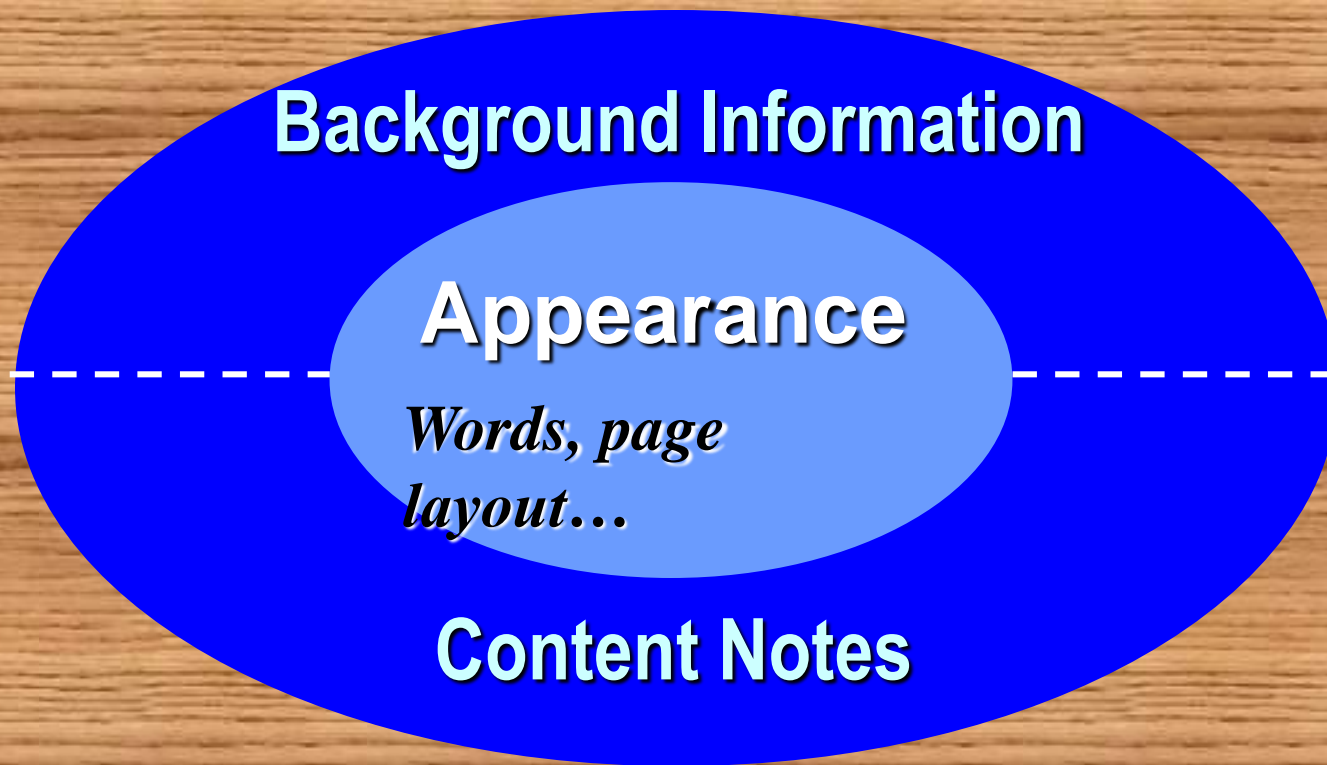 Background Information
Appearance
Words, page
layout…
Content Notes